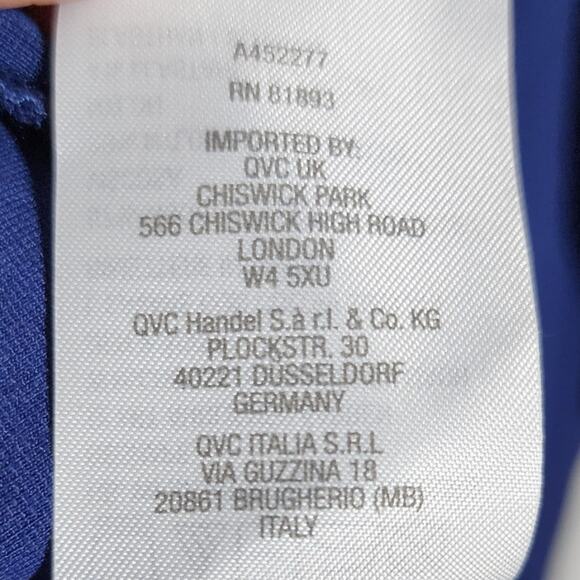 A452277
RN 81893
IMPORTED BY:
QVC UK
CHISWICK PARK
566 CHISWICK HIGH ROAD
LONDON
W4 5XU
QVC Handel S.à r.l. & Co. KG
PLOCKSTR. 30
40221 DUSSELDORF
GERMANY
QVC ITALIA S.R.L
VIA GUZZINA 18
20861 BRUGHERIO (MB)
ITALY